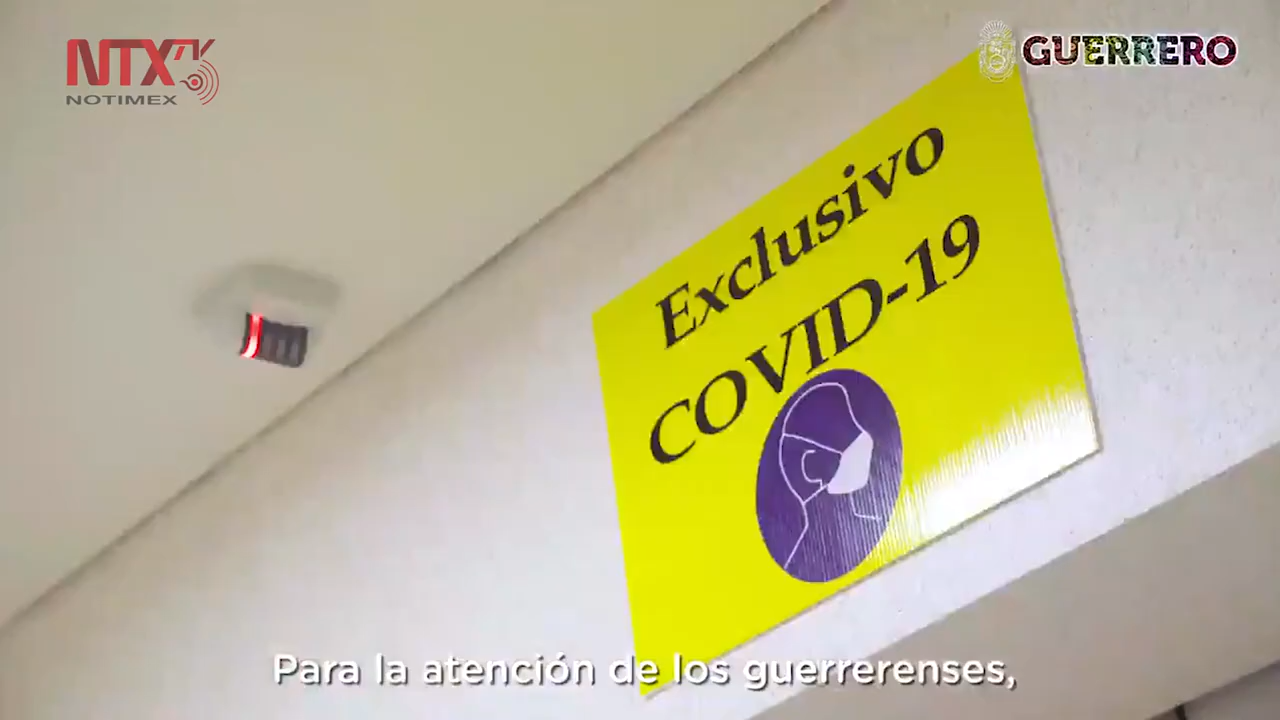 NTX TV
NOTIMEX
GUERRERO
Exclusivo
COVID-19
Para la atención de los guerrerenses,